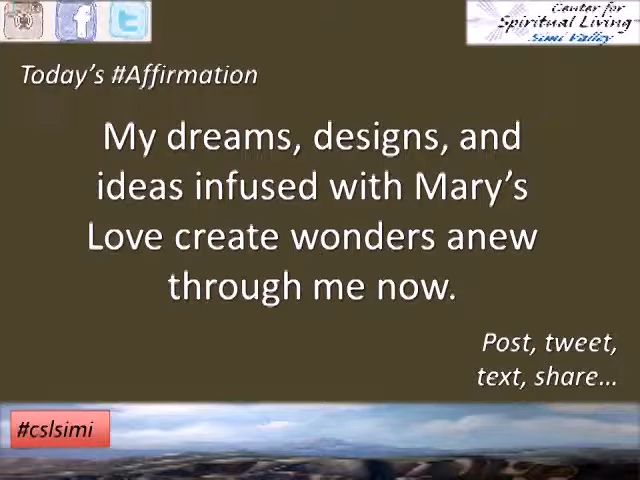 Center for
Spiritual Living
Simi Valley
Today's #Affirmation
My dreams, designs, and
ideas infused with Mary's
Love create wonders anew
through me now.
Post, tweet,
text, share...
#cslsimi